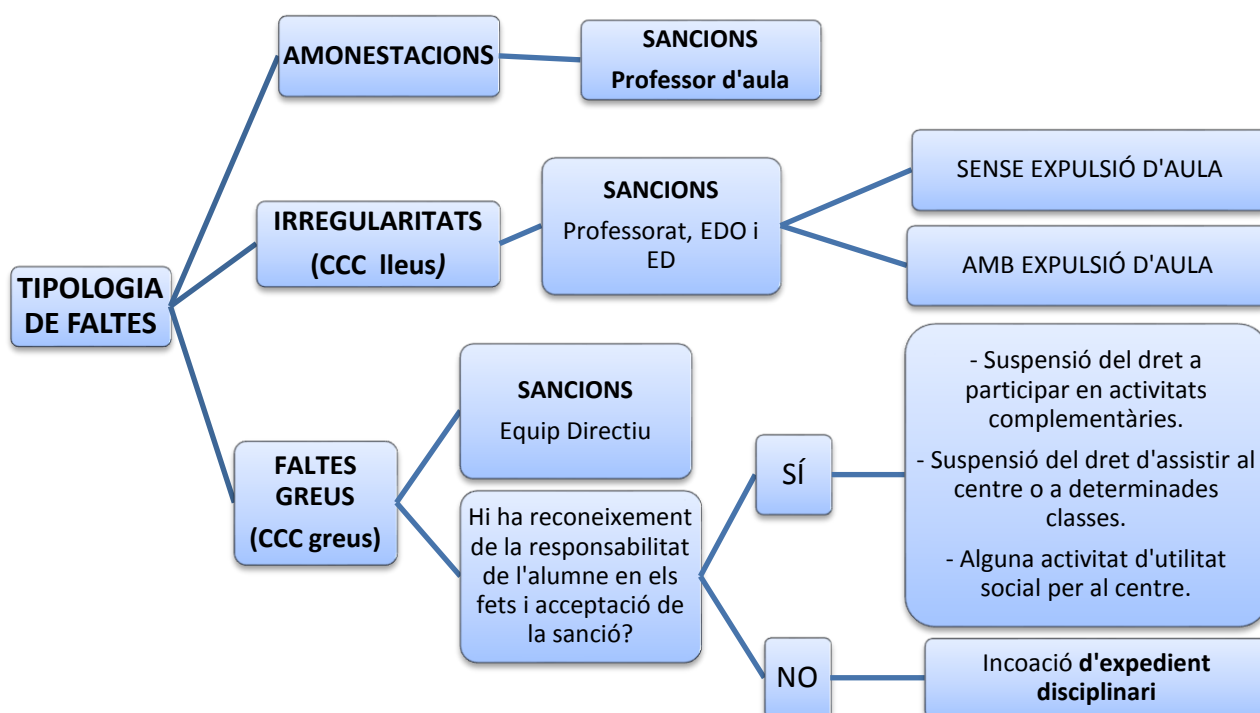 TIPOLOGIA
DE FALTES
AMONESTACIONS
SANCIONS
Professor d'aula
IRREGULARITATS
(CCC lleus)
SANCIONS
Professorat, EDO i
ED
SENSE EXPULSIÓ D'AULA
AMB EXPULSIÓ D'AULA
FALTES
GREUS
(CCC greus)
SANCIONS
Equip Directiu
Hi ha reconeixement
de la responsabilitat
de l'alumne en els
fets i acceptació de
la sanció?
SÍ
- Suspensió del dret a
participar en activitats
complementàries.
- Suspensió del dret d'assistir al
centre o a determinades
classes.
- Alguna activitat d'utilitat
social per al centre.
NO
Incoació d'expedient
disciplinari